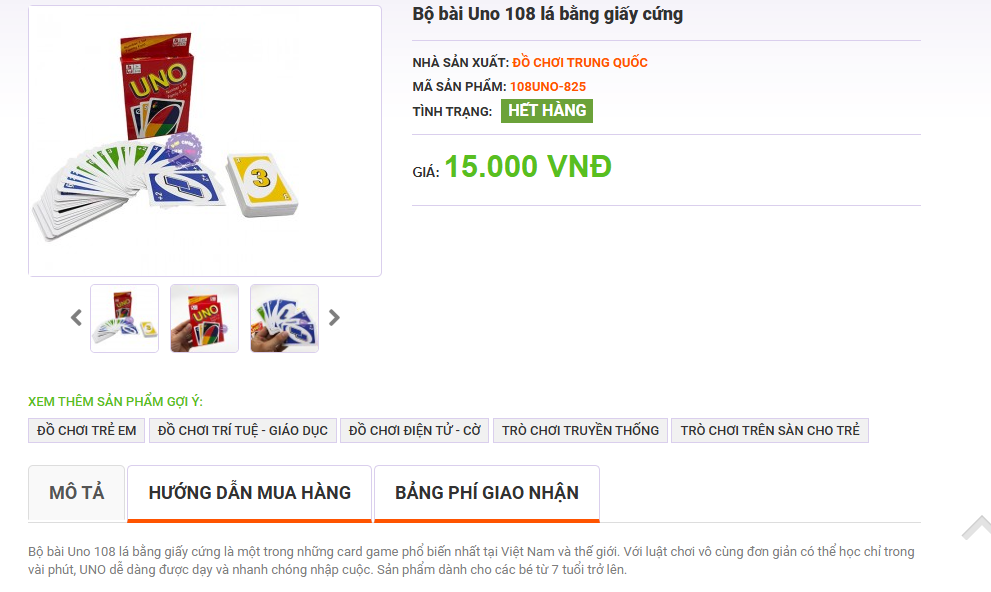 Bộ bài Uno 108 lá bằng giấy cứng
NHÀ SẢN XUẤT: ĐỒ CHƠI TRUNG QUỐC
MÃ SẢN PHẨM: 108UNO-825
TÌNH TRẠNG: HẾT HÀNG
GIÁ: 15.000 VNĐ
UNO
+2
3
UNO
XEM THÊM SẢN PHẨM GỢI Ý:
ĐỒ CHƠI TRẺ EM ĐỒ CHƠI TRÍ TUỆ - GIÁO DỤC ĐỒ CHƠI ĐIỆN TỬ - CỜ TRÒ CHƠI TRUYỀN THỐNG TRÒ CHƠI TRÊN SÀN CHO TRẺ
MÔ TẢ HƯỚNG DẪN MUA HÀNG BẢNG PHÍ GIAO NHẬN
Bộ bài Uno 108 lá bằng giấy cứng là một trong những card game phổ biến nhất tại Việt Nam và thế giới. Với luật chơi vô cùng đơn giản có thể học chỉ trong
vài phút, UNO dễ dàng được dạy và nhanh chóng nhập cuộc. Sản phẩm dành cho các bé từ 7 tuổi trở lên.